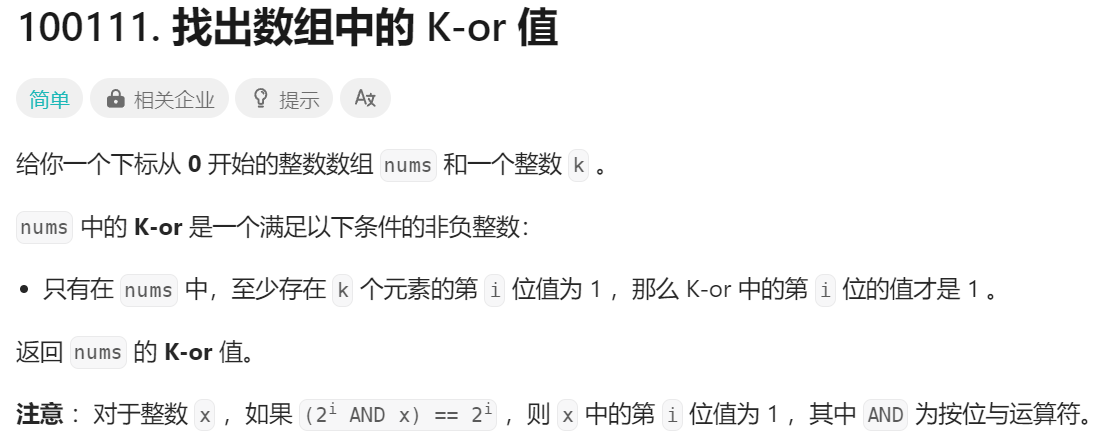 100111. 找出数组中的 K-or 值
简单 相关企业 提示
给你一个下标从 0 开始的整数数组 nums 和一个整数 k 。
nums 中的 K-or 是一个满足以下条件的非负整数：
• 只有在 nums 中，至少存在 k 个元素的第 i 位值为 1 ，那么 K-or 中的第 i 位的值才是 1 。
返回 nums 的 K-or 值。
注意 ：对于整数 x ，如果 (2ⁱ AND x) == 2ⁱ ，则 x 中的第 i 位值为 1 ，其中 AND 为按位与运算符。